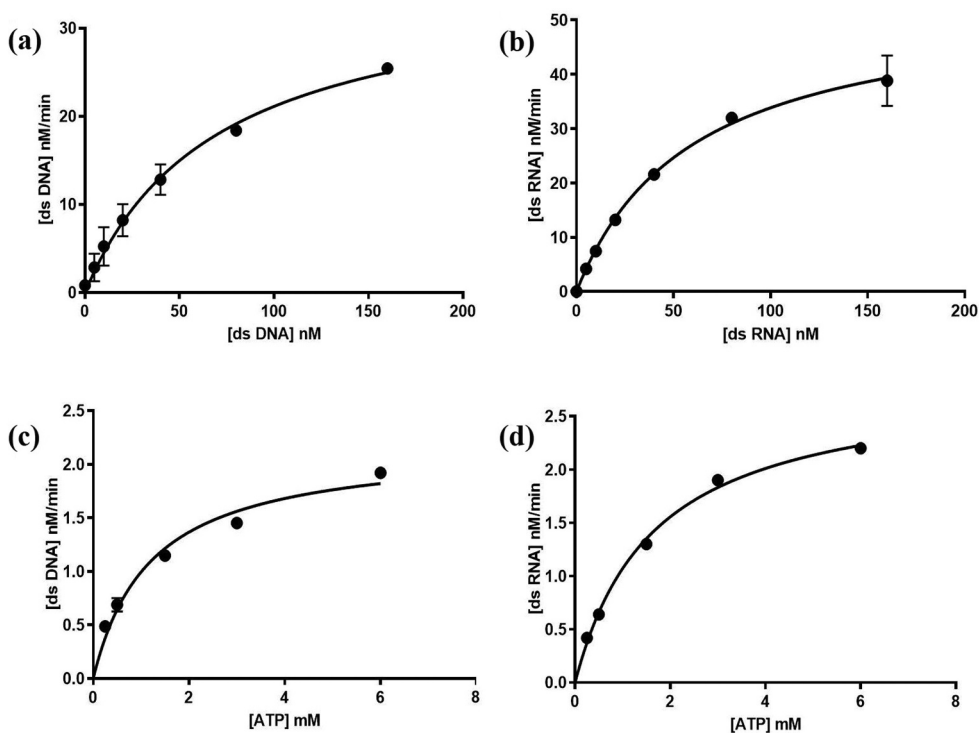 (a)
30
20
10
0
[ds DNA] nM/min
0 50 100 150 200
[ds DNA] nM
(b)
50
40
30
20
10
0
[ds RNA] nM/min
0 50 100 150 200
[ds RNA] nM
(c)
2.5
2.0
1.5
1.0
0.5
0.0
[ds DNA] nM/min
0 2 4 6 8
[ATP] mM
(d)
2.5
2.0
1.5
1.0
0.5
0.0
[ds RNA] nM/min
0 2 4 6 8
[ATP] mM